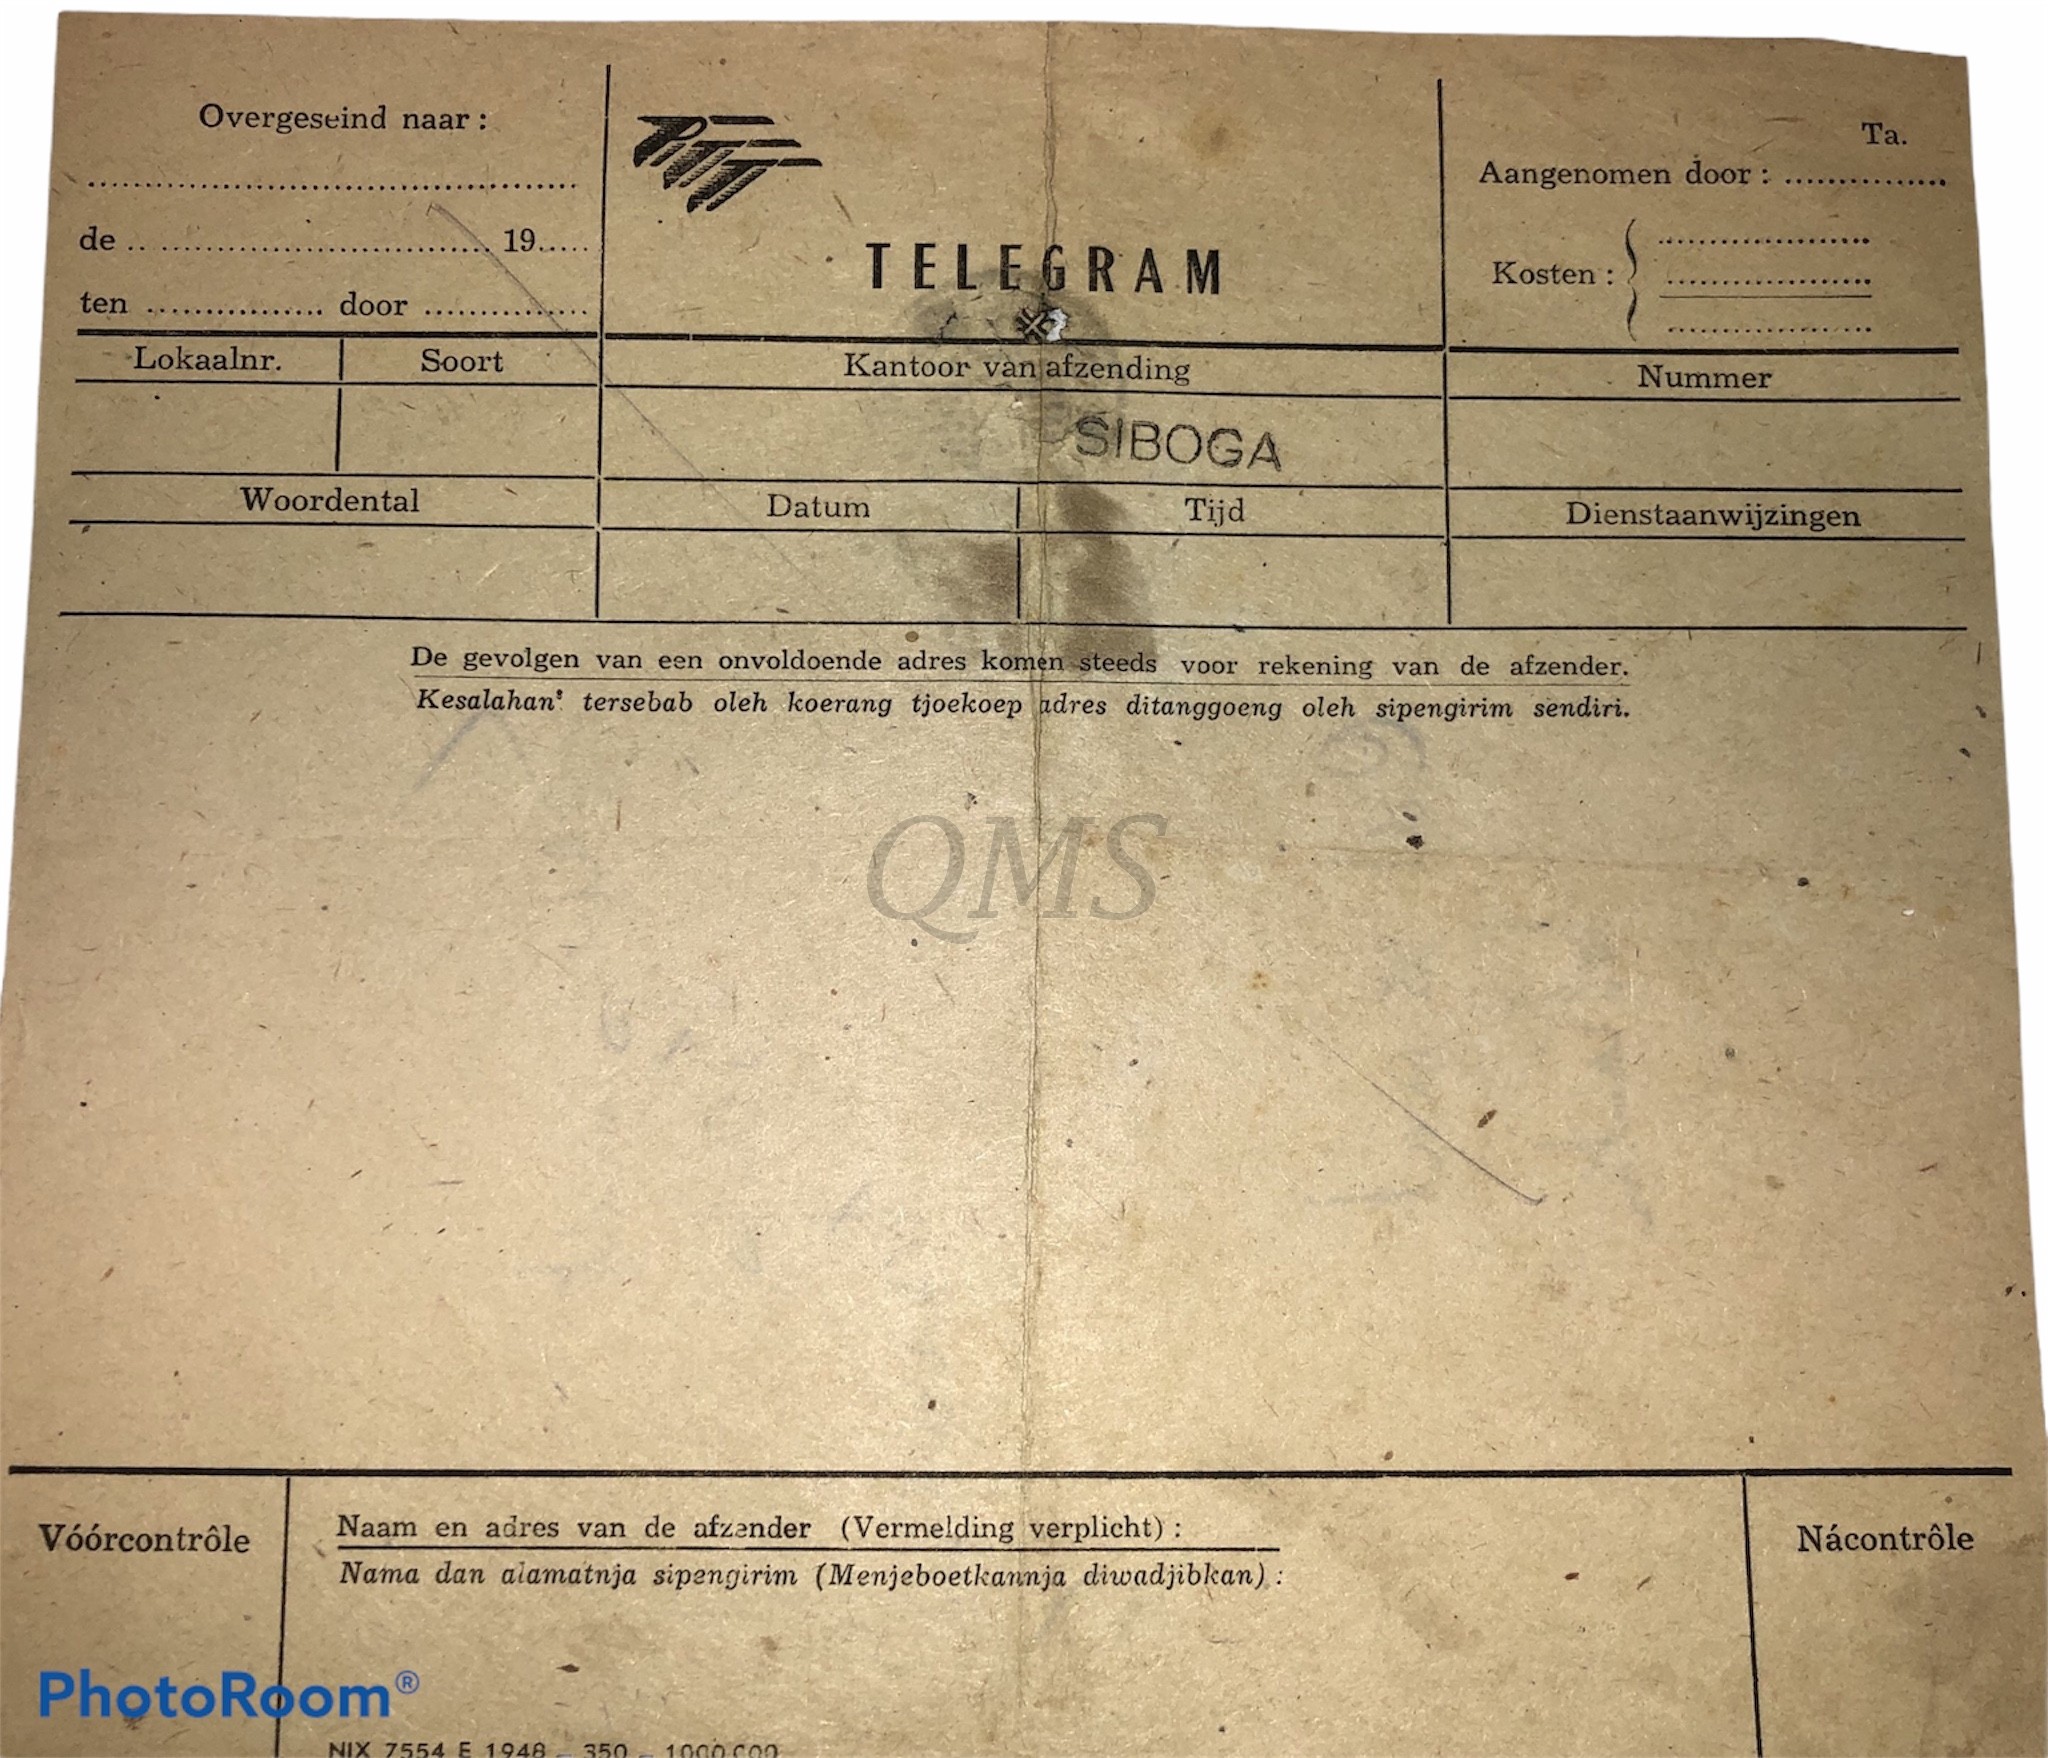 Overgeseind naar :
de 19
ten door
PTT
TELEGRAM
Ta.
Aangenomen door :
Kosten :
Lokaalnr. Soort Kantoor van afzending Nummer
SIBOGA
Woordental Datum Tijd Dienstaanwijzingen
De gevolgen van een onvoldoende adres komen steeds voor rekening van de afzender.
Kesalahan² tersebab oleh koerang tjoekoep adres ditanggoeng oleh sipengirim sendiri.
QMS
Vóórcontrôle Naam en adres van de afzender (Vermelding verplicht) : Nácontrôle
Nama dan alamatnja sipengirim (Menjeboetkannja diwadjibkan) :
PhotoRoom®
NIX 7554 E 1948 – 350 – 1000.000